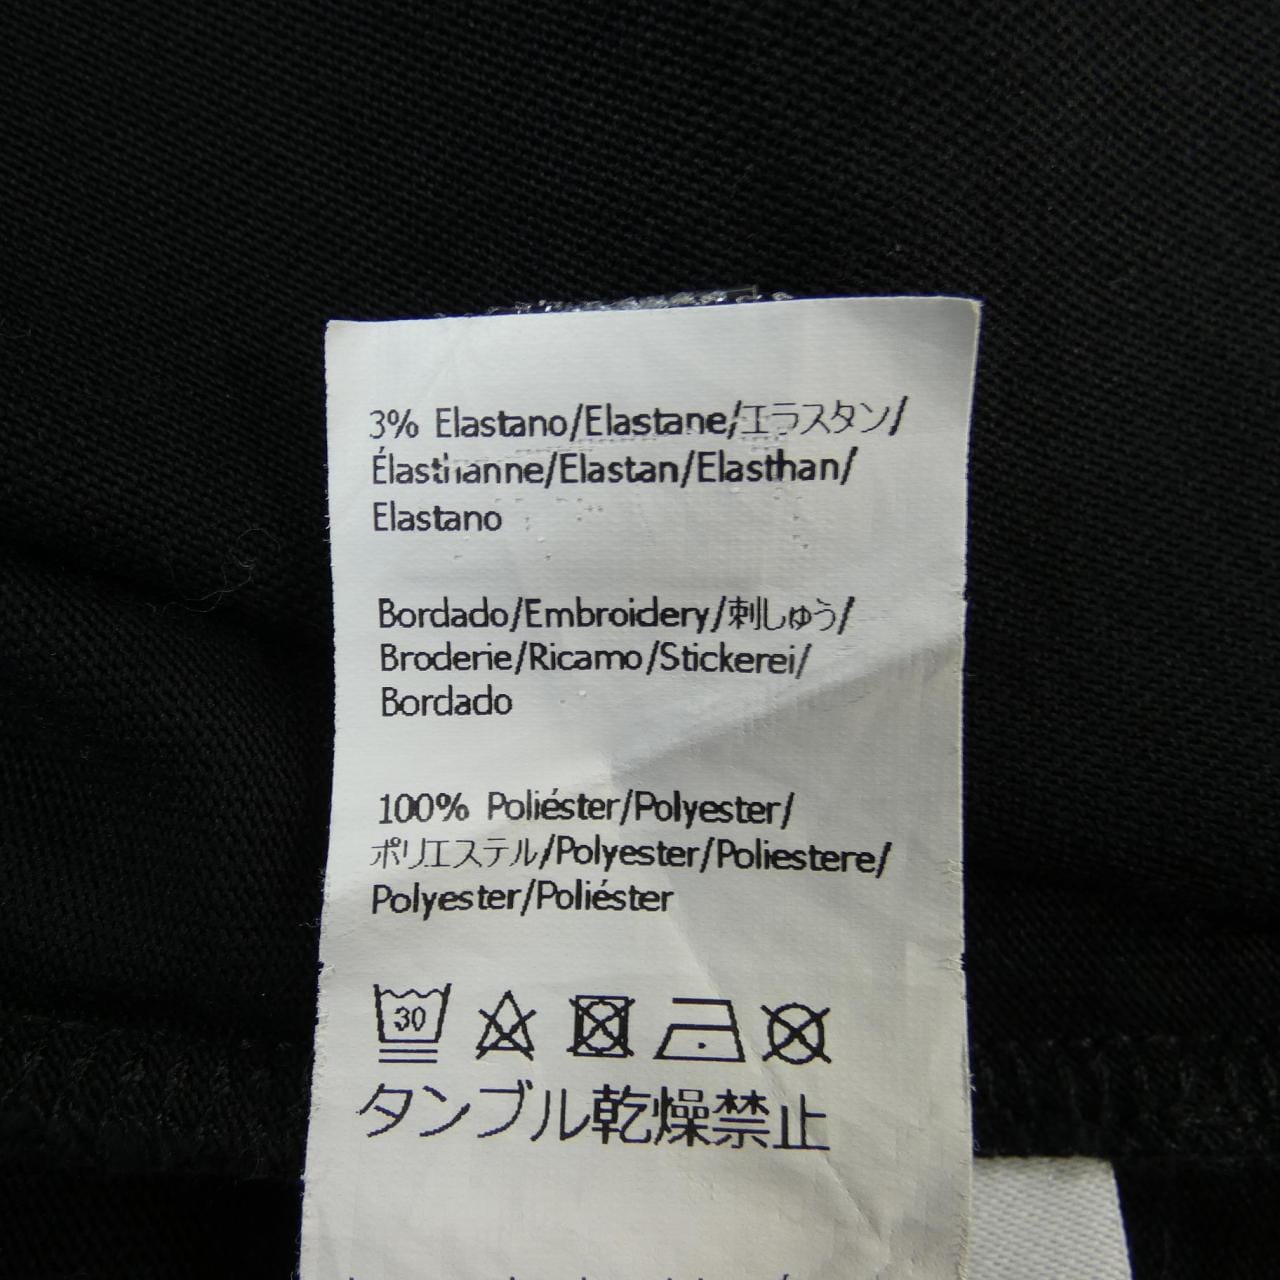 3% Elastano/Elastane/エラスタン/
Élasthanne/Elastan/Elasthan/
Elastano
Bordado/Embroidery/刺しゅう/
Broderie/Ricamo/Stickerei/
Bordado
100% Poliéster/Polyester/
ポリエステル/Polyester/Poliestere/
Polyester/Poliéster
30
タンブル乾燥禁止